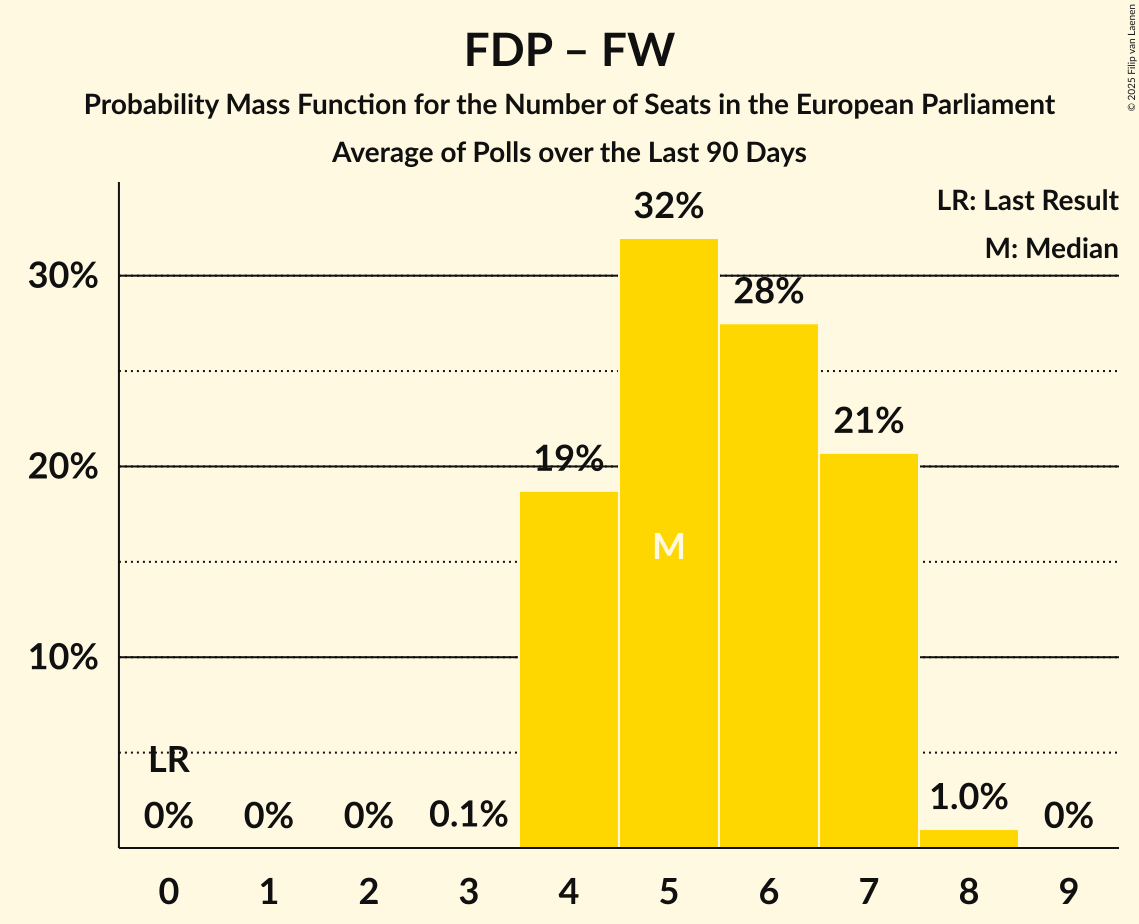 FDP – FW
Probability Mass Function for the Number of Seats in the European Parliament
Average of Polls over the Last 90 Days
© 2025 Filip van Laenen
LR: Last Result
M: Median
30%
20%
10%
LR
0%
0%
0%
0.1%
19%
32%
M
28%
21%
1.0%
0%
0 1 2 3 4 5 6 7 8 9